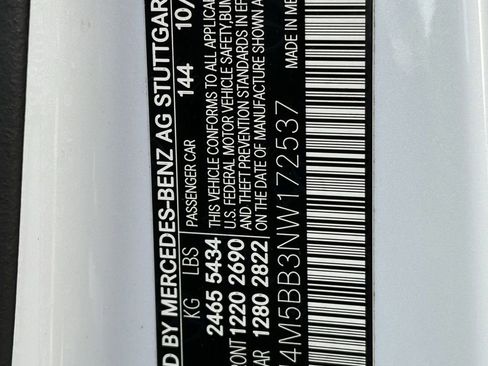 D BY MERCEDES-BENZ AG STUTTGAR
KG LBS PASSENGER CAR 144 10/
2465 5434 THIS VEHICLE CONFORMS TO ALL APPLICA
RONT 1220 2690 U.S. FEDERAL MOTOR VEHICLE SAFETY, BUM
AND THEFT PREVENTION STANDARDS IN EF
AR 1280 2822 ON THE DATE OF MANUFACTURE SHOWN A
4M5BB3NW172537 MADE IN ME